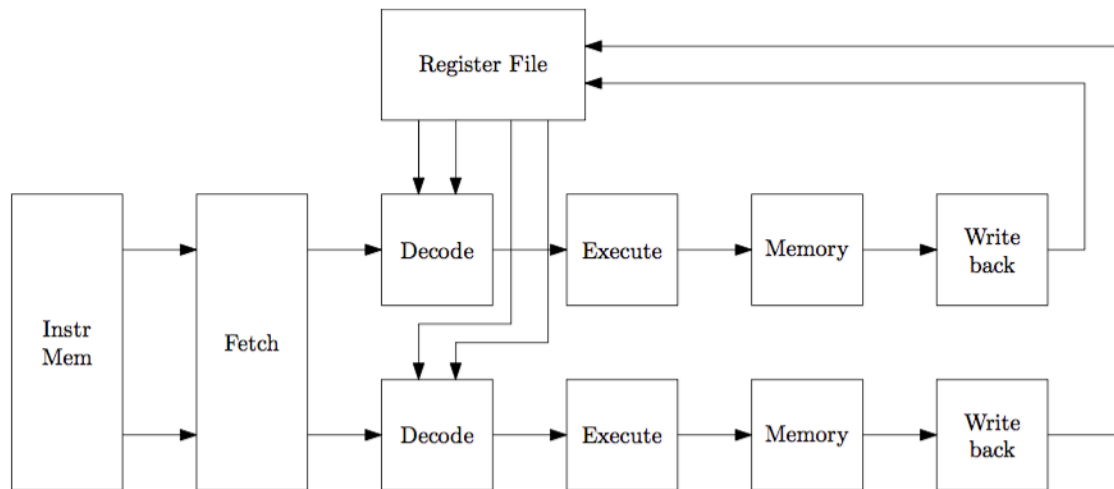 Register File
Instr
Mem
Fetch
Decode
Execute
Memory
Write
back
Decode
Execute
Memory
Write
back